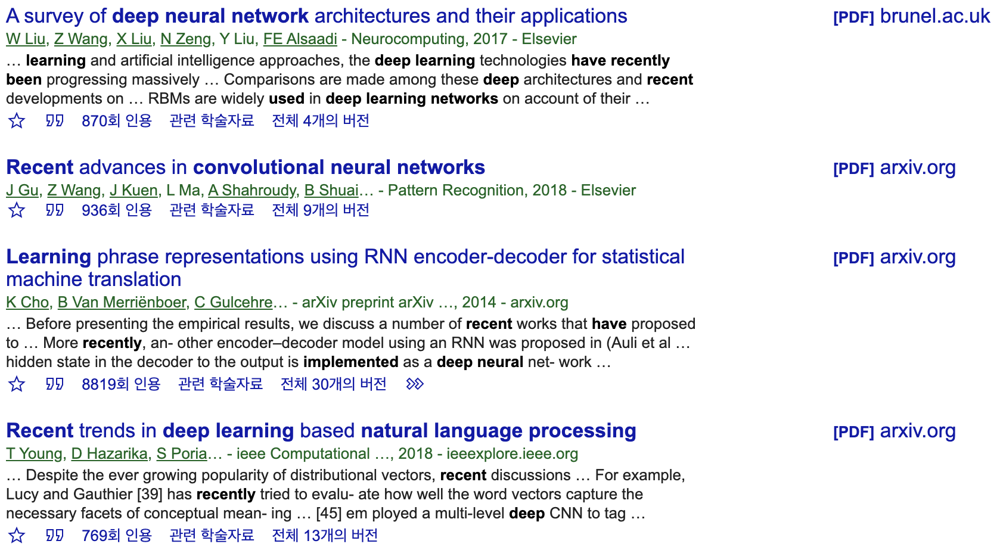 A survey of deep neural network architectures and their applications
[PDF] brunel.ac.uk
W Liu, Z Wang, X Liu, N Zeng, Y Liu, FE Alsaadi - Neurocomputing, 2017 - Elsevier
… learning and artificial intelligence approaches, the deep learning technologies have recently
been progressing massively … Comparisons are made among these deep architectures and recent
developments on … RBMs are widely used in deep learning networks on account of their …
870회 인용 관련 학술자료 전체 4개의 버전
Recent advances in convolutional neural networks
[PDF] arxiv.org
J Gu, Z Wang, J Kuen, L Ma, A Shahroudy, B Shuai… - Pattern Recognition, 2018 - Elsevier
936회 인용 관련 학술자료 전체 9개의 버전
Learning phrase representations using RNN encoder-decoder for statistical
machine translation
[PDF] arxiv.org
K Cho, B Van Merriënboer, C Gulcehre… - arXiv preprint arXiv …, 2014 - arxiv.org
… Before presenting the empirical results, we discuss a number of recent works that have proposed
to … More recently, an- other encoder–decoder model using an RNN was proposed in (Auli et al …
hidden state in the decoder to the output is implemented as a deep neural net- work …
8819회 인용 관련 학술자료 전체 30개의 버전
Recent trends in deep learning based natural language processing
[PDF] arxiv.org
T Young, D Hazarika, S Poria… - ieee Computational …, 2018 - ieeexplore.ieee.org
… Despite the ever growing popularity of distributional vectors, recent discussions … For example,
Lucy and Gauthier [39] has recently tried to evalu- ate how well the word vectors capture the
necessary facets of conceptual mean- ing … [45] em ployed a multi-level deep CNN to tag …
769회 인용 관련 학술자료 전체 13개의 버전